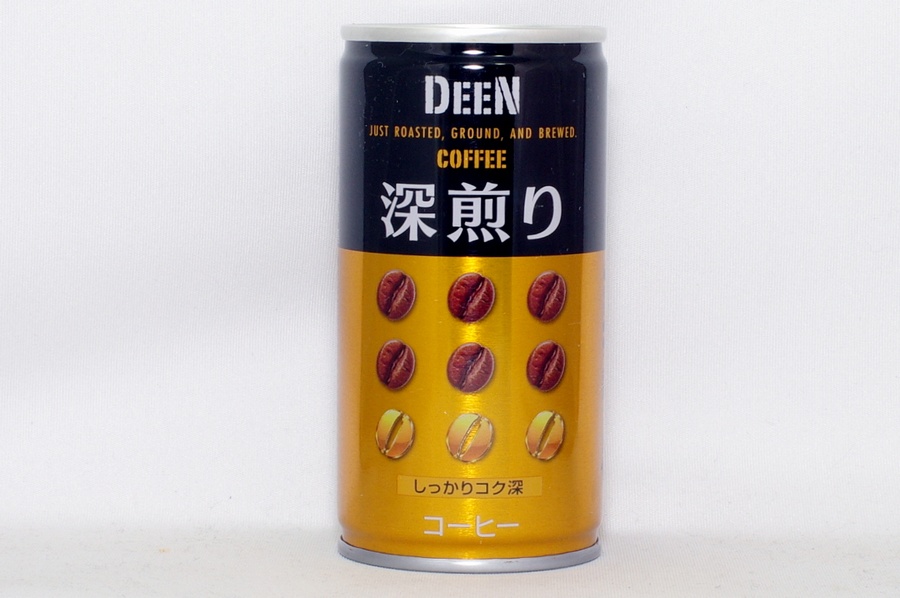 DEEN
JUST ROASTED, GROUND, AND BREWED.
COFFEE
深煎り
しっかりコク深
コーヒー